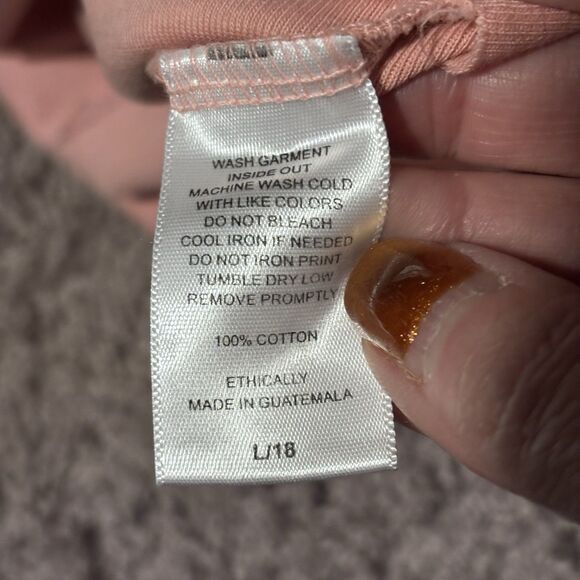 WASH GARMENT
INSIDE OUT
MACHINE WASH COLD
WITH LIKE COLORS
DO NOT BLEACH
COOL IRON IF NEEDED
DO NOT IRON PRINT
TUMBLE DRY LOW
REMOVE PROMPTLY
100% COTTON
ETHICALLY
MADE IN GUATEMALA
L/18